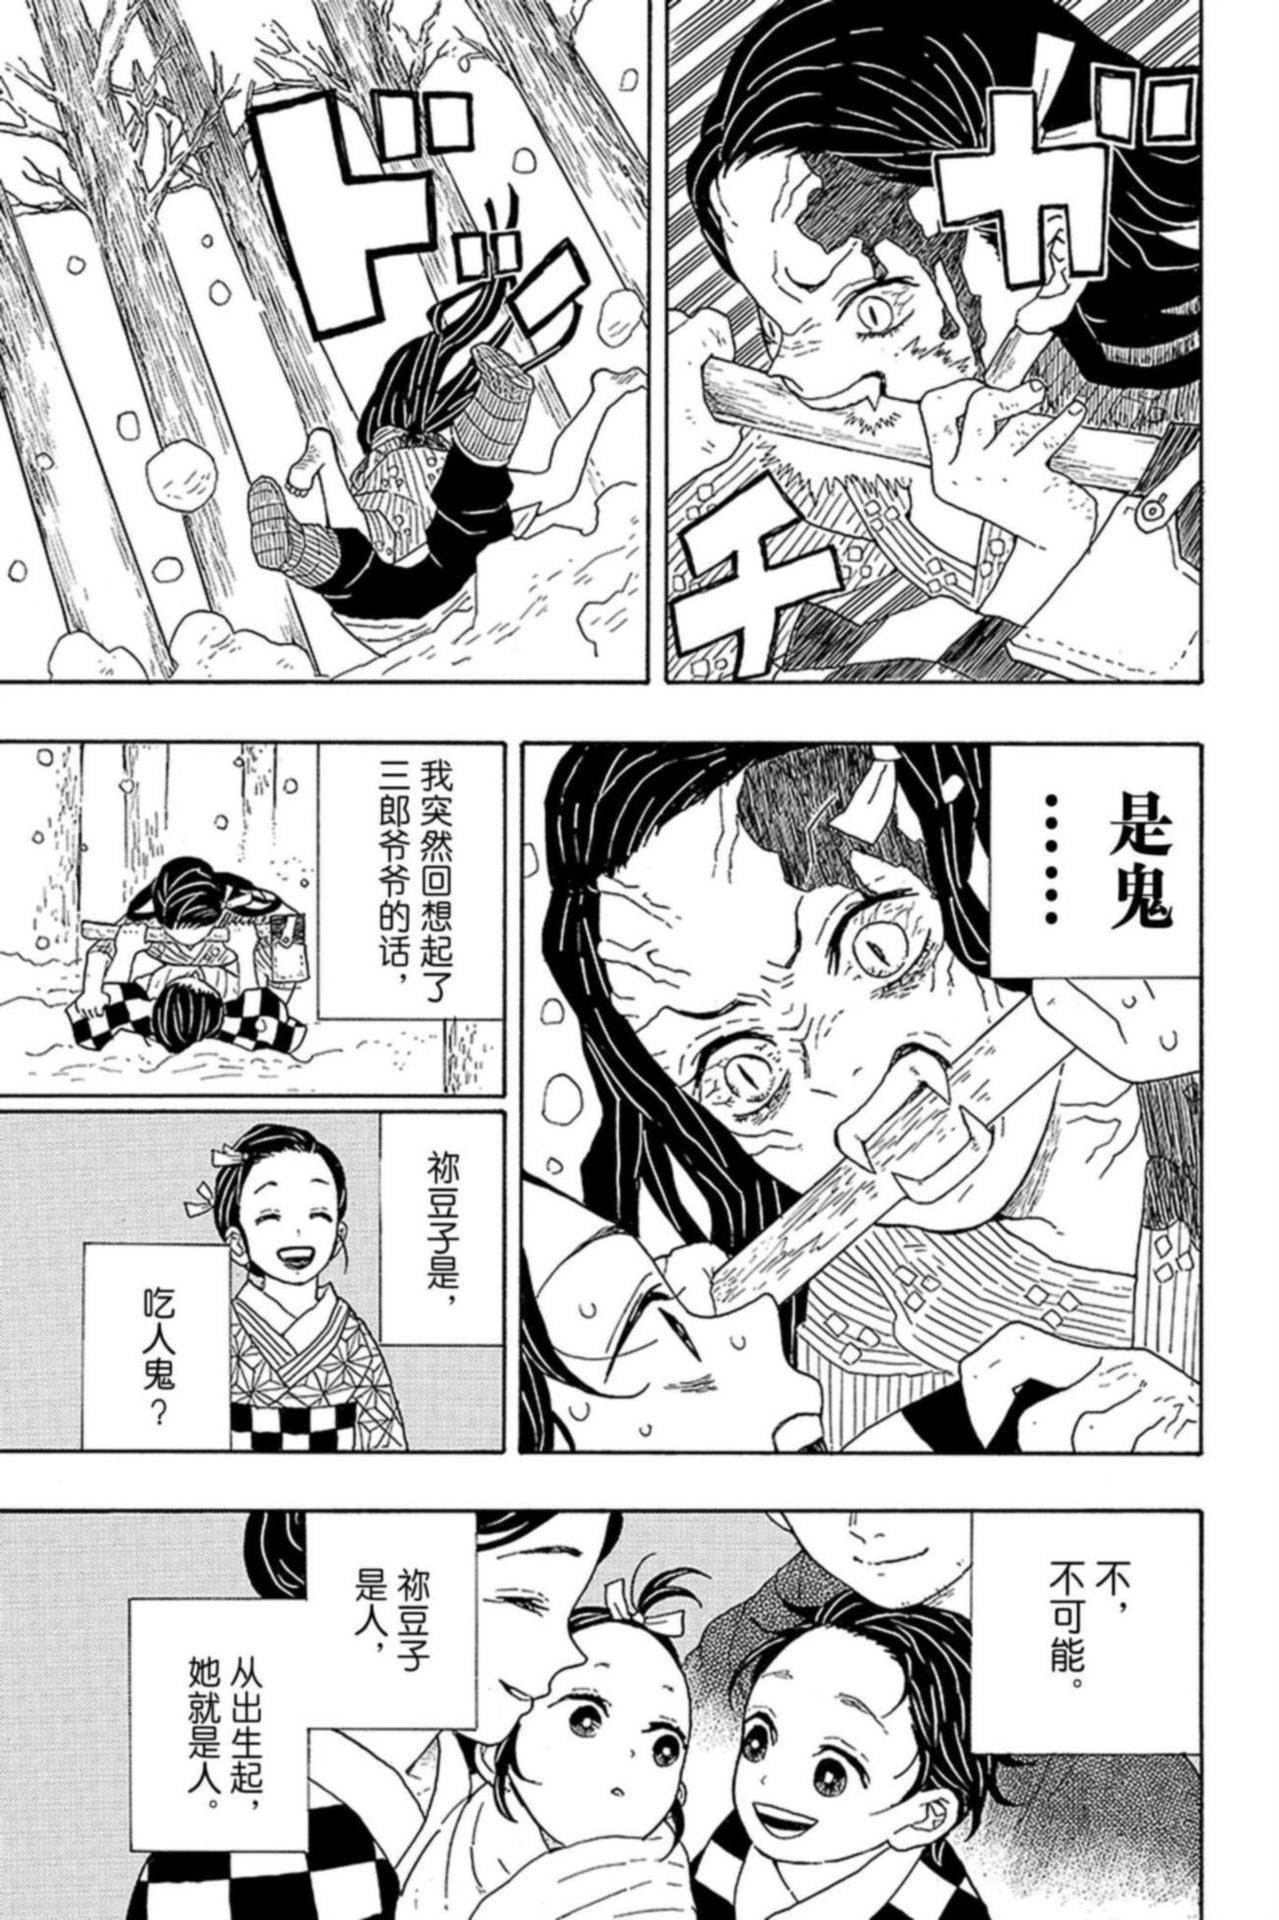 ガ
チ
ドド
是鬼
……
我突然回想起了
三郎爷爷的话，
祢豆子是，
吃人鬼？
不，
不可能。
祢豆子
是人，
从出生起，
她就是人。